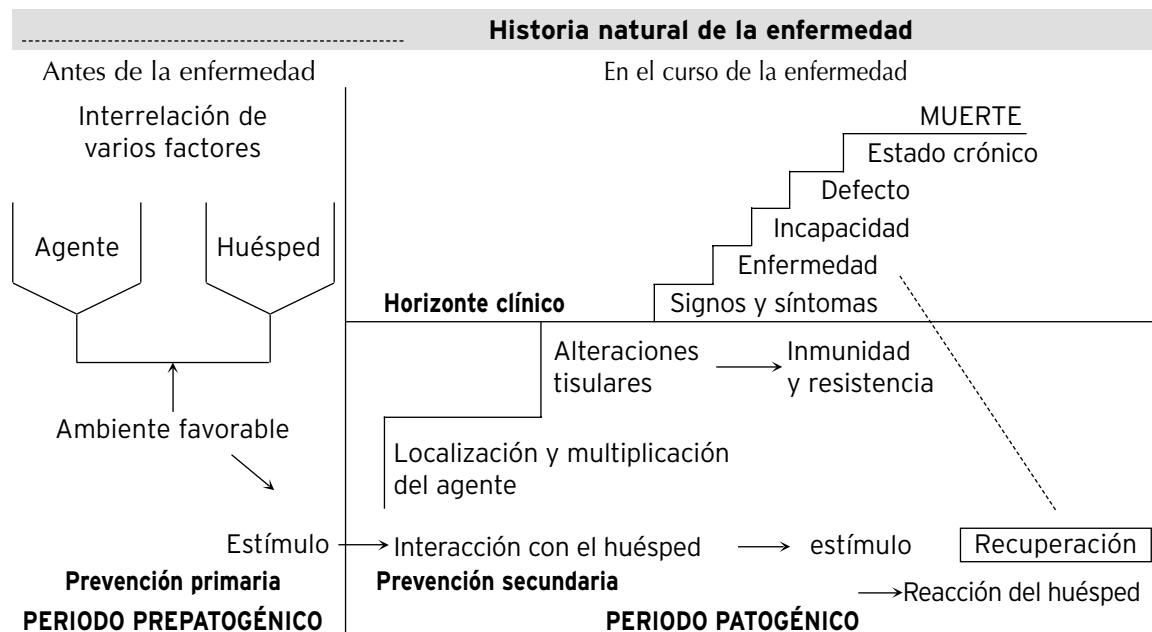 Historia natural de la enfermedad
Antes de la enfermedad
En el curso de la enfermedad
Interrelación de
varios factores
Agente
Huésped
Ambiente favorable
Estímulo
Prevención primaria
PERIODO PREPATOGÉNICO
MUERTE
Estado crónico
Defecto
Incapacidad
Enfermedad
Signos y síntomas
Horizonte clínico
Alteraciones
tisulares
Inmunidad
y resistencia
Localización y multiplicación
del agente
Interacción con el huésped
estímulo
Recuperación
Prevención secundaria
Reacción del huésped
PERIODO PATOGÉNICO